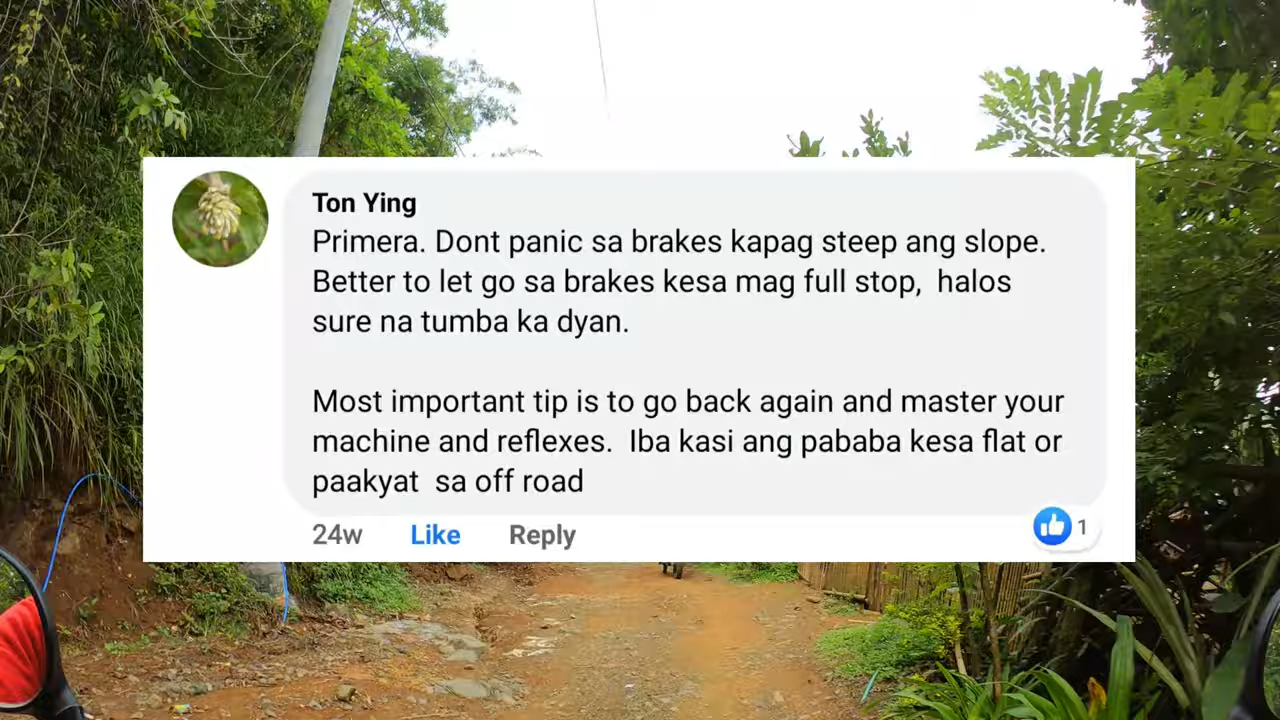 Ton Ying
Primera. Dont panic sa brakes kapag steep ang slope.
Better to let go sa brakes kesa mag full stop, halos
sure na tumba ka dyan.
Most important tip is to go back again and master your
machine and reflexes. Iba kasi ang pababa kesa flat or
paakyat sa off road
24w Like Reply 1